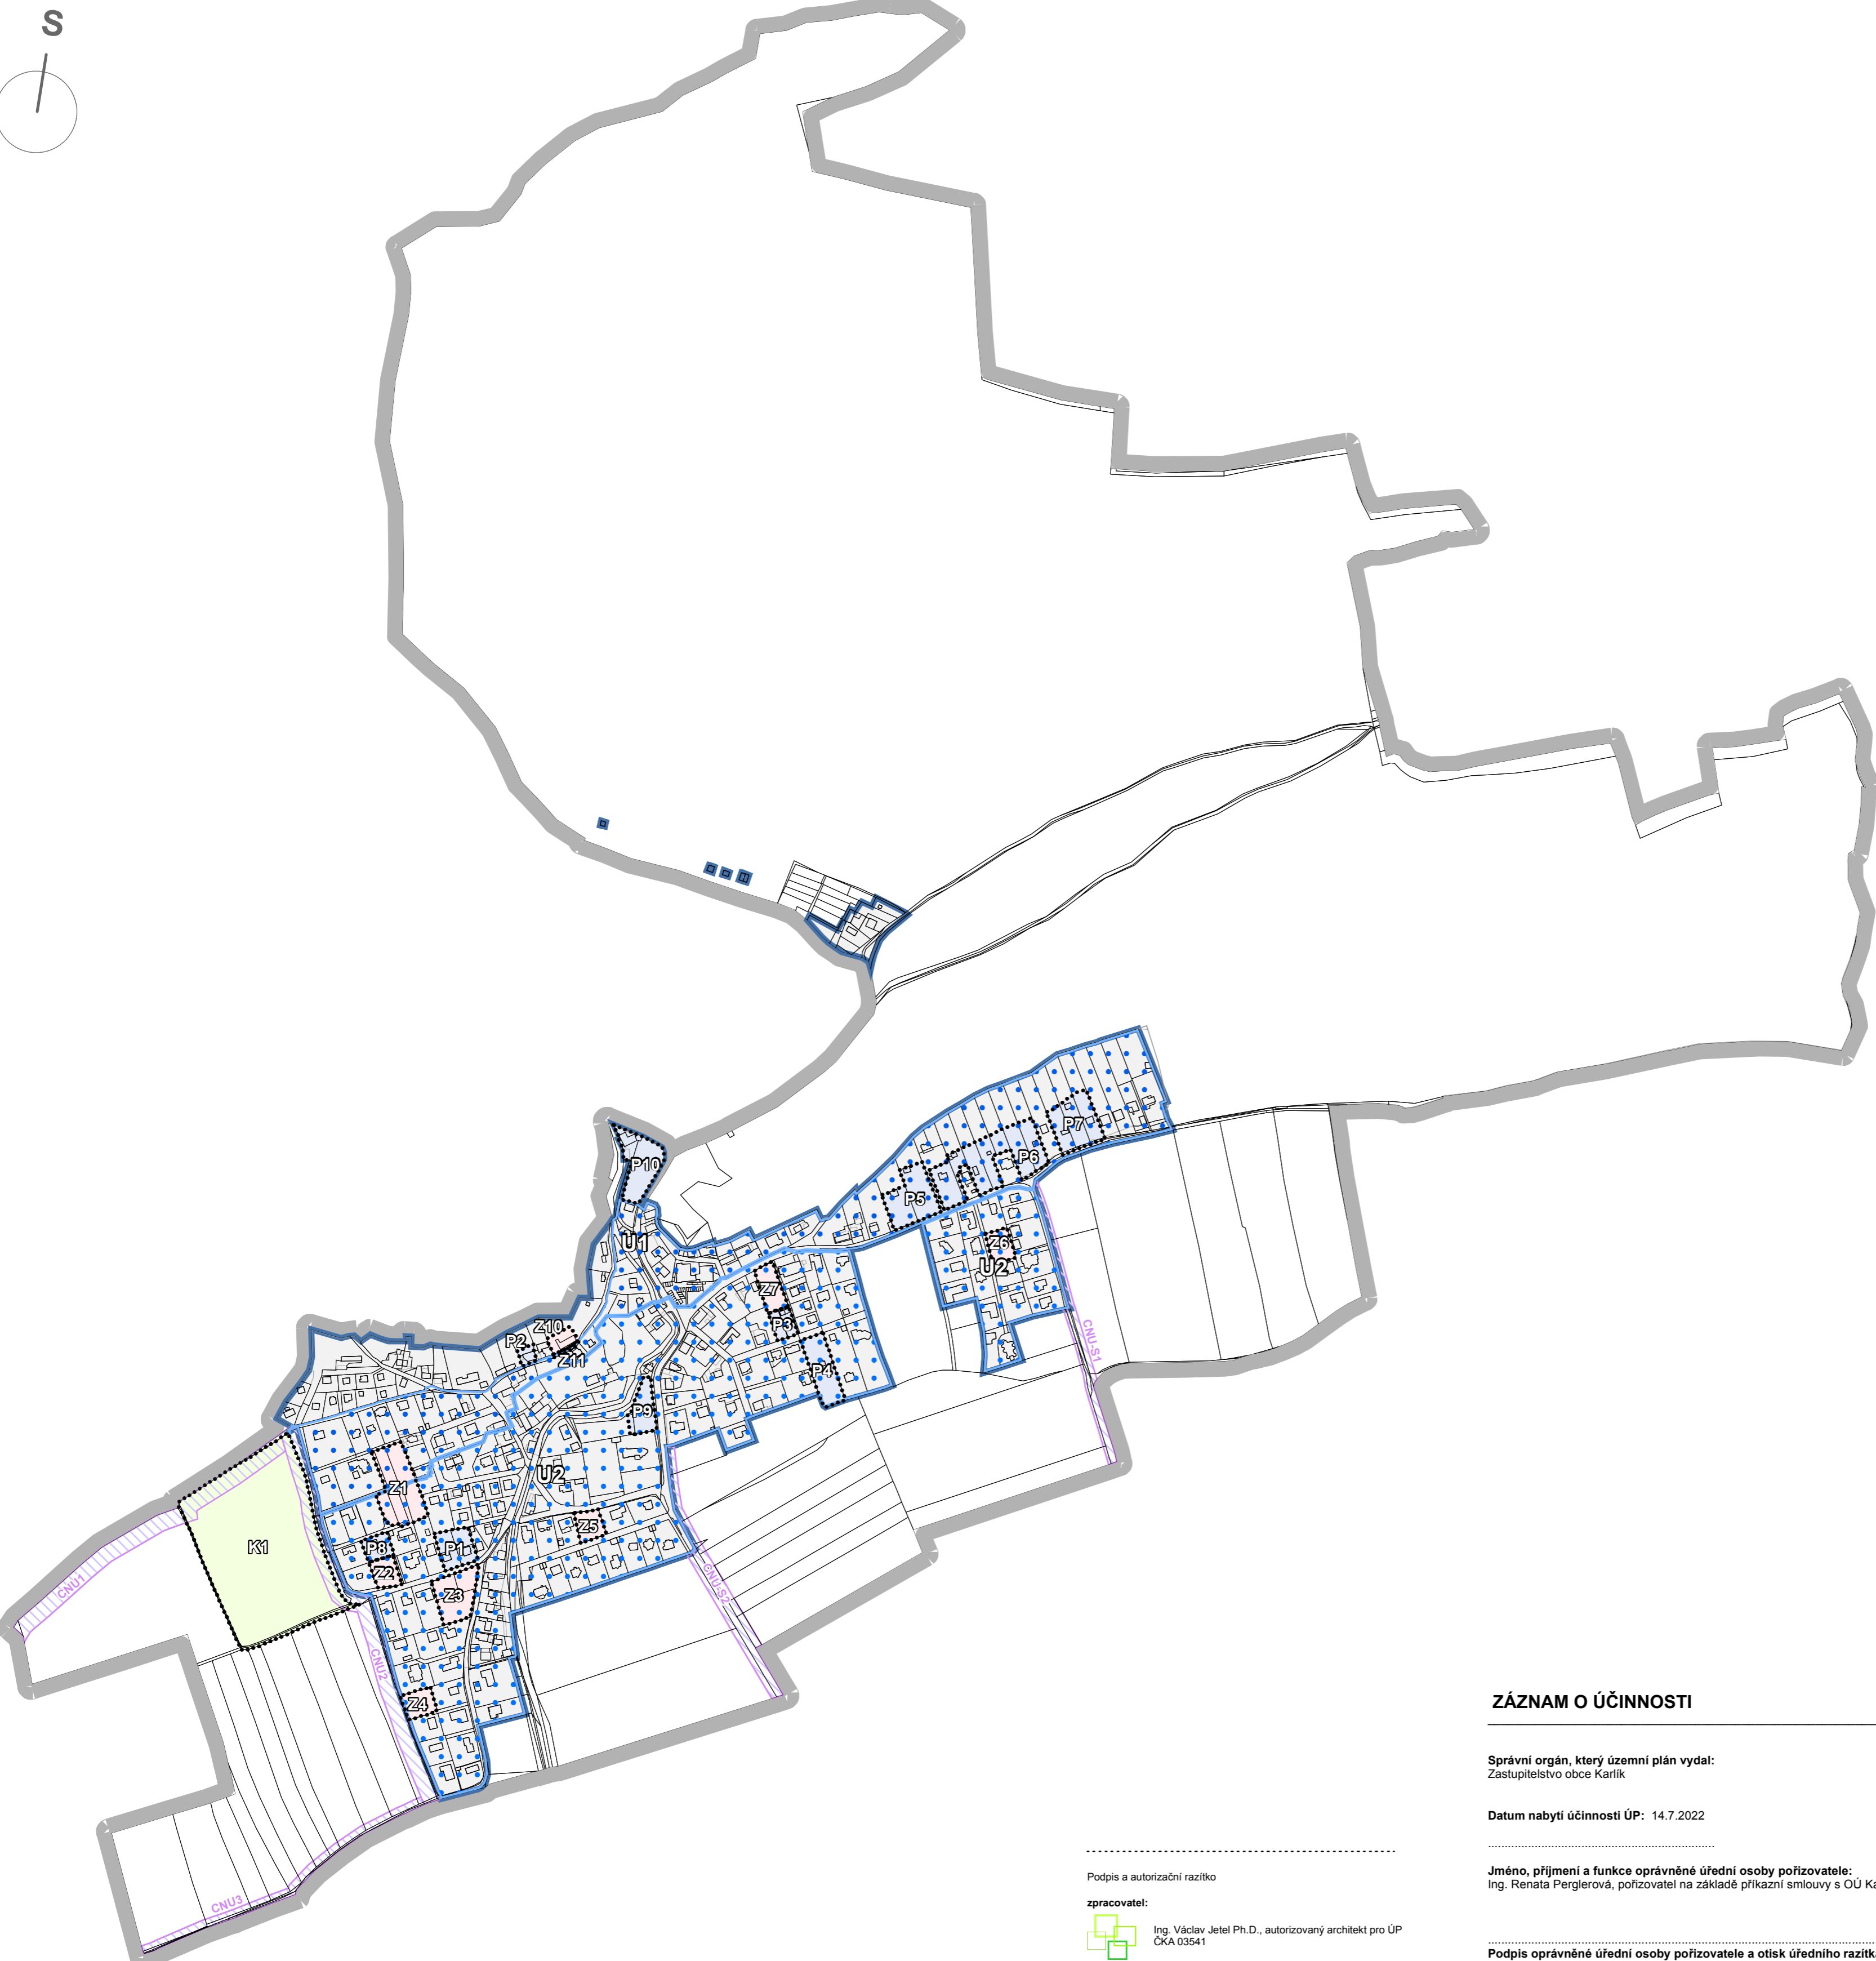 S
P7
P10
P6
P5
U1
Z6
U2
Z7
CNU-S1
P3
Z10
P2
Z11
P4
P9
U2
Z1
Z5
K1
P8
P1
CNU1
Z2
Z3
CNU-S2
CNU2
Z4
CNU3
ZÁZNAM O ÚČINNOSTI
Správní orgán, který územní plán vydal:
Zastupitelstvo obce Karlík
Datum nabytí účinnosti ÚP: 14.7.2022
Jméno, příjmení a funkce oprávněné úřední osoby pořizovatele:
Ing. Renata Perglerová, pořizovatel na základě příkazní smlouvy s OÚ
Podpis oprávněné úřední osoby pořizovatele a otisk úředního
Podpis a autorizační razítko
zpracovatel:
Ing. Václav Jetel Ph.D., autorizovaný architekt pro ÚP
ČKA 03541